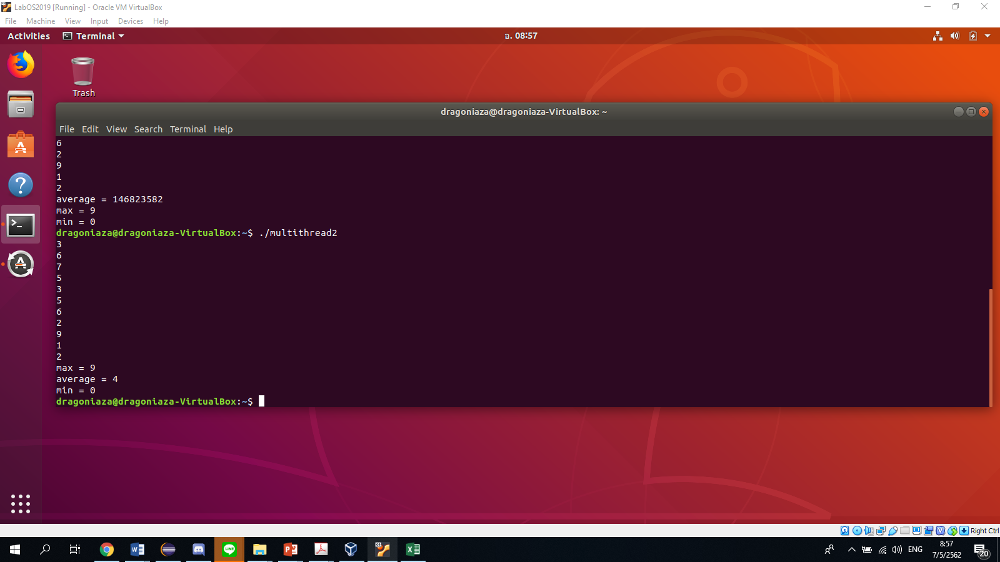 LabOS2019 [Running] - Oracle VM VirtualBox
File Machine View Input Devices Help
Activities Terminal อ. 08:57
Trash
dragoniaza@dragoniaza-VirtualBox: ~
File Edit View Search Terminal Help
6
2
9
1
2
average = 146823582
max = 9
min = 0
dragoniaza@dragoniaza-VirtualBox:~$ ./multithread2
3
6
7
5
3
5
6
2
9
1
2
max = 9
average = 4
min = 0
dragoniaza@dragoniaza-VirtualBox:~$
Right Ctrl
ENG
8:57
7/5/2562
20
LINE